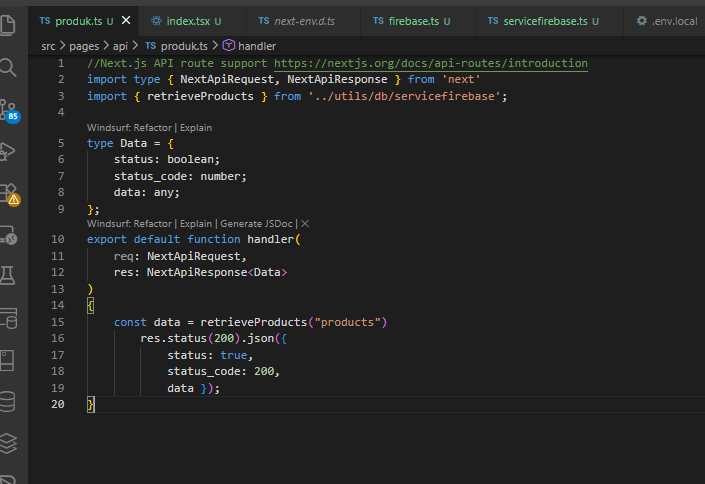 TS produk.ts U X index.tsx U TS next-env.d.ts TS firebase.ts U TS servicefirebase.ts U .env.local
src > pages > api > TS produk.ts > handler
1 //Next.js API route support https://nextjs.org/docs/api-routes/introduction
2 import type { NextApiRequest, NextApiResponse } from 'next'
3 import { retrieveProducts } from '../utils/db/servicefirebase';
4
Windsurf: Refactor | Explain
5 type Data = {
6 status: boolean;
7 status_code: number;
8 data: any;
9 };
Windsurf: Refactor | Explain | Generate JSDoc | X
10 export default function handler(
11 req: NextApiRequest,
12 res: NextApiResponse<Data>
13 )
14 {
15 const data = retrieveProducts("products")
16 res.status(200).json({
17 status: true,
18 status_code: 200,
19 data });
20 }
85